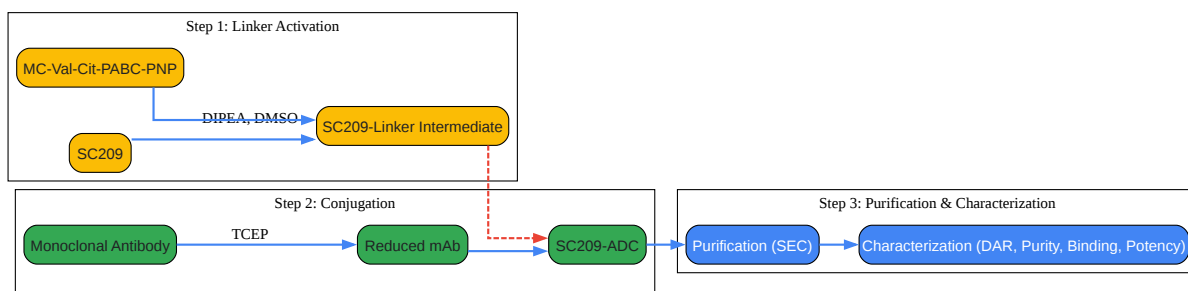 Step 1: Linker Activation
MC-Val-Cit-PABC-PNP
DIPEA, DMSO
SC209-Linker Intermediate
SC209
Step 2: Conjugation
Monoclonal Antibody
TCEP
Reduced mAb
SC209-ADC
Step 3: Purification & Characterization
Purification (SEC)
Characterization (DAR, Purity, Binding, Potency)